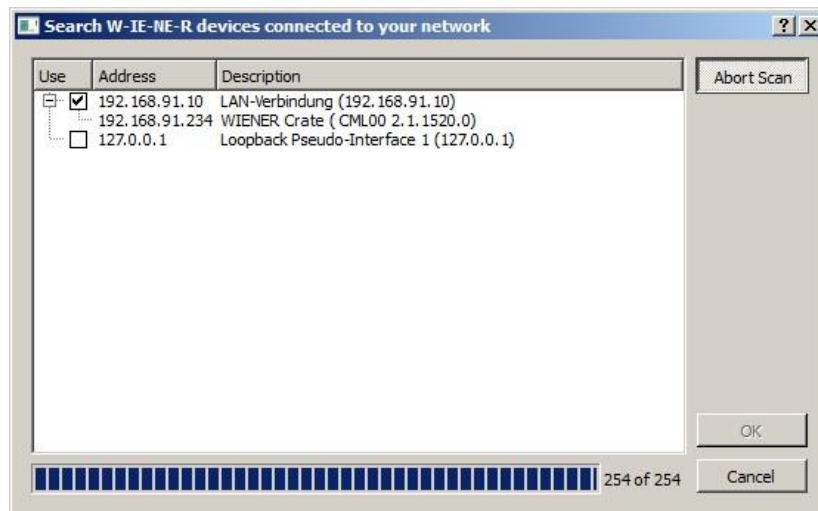 Search W-IE-NE-R devices connected to your network
Use Address Description
Abort Scan
192.168.91.10 LAN-Verbindung (192.168.91.10)
192.168.91.234 WIENER Crate ( CML00 2.1.1520.0)
127.0.0.1 Loopback Pseudo-Interface 1 (127.0.0.1)
OK
254 of 254
Cancel